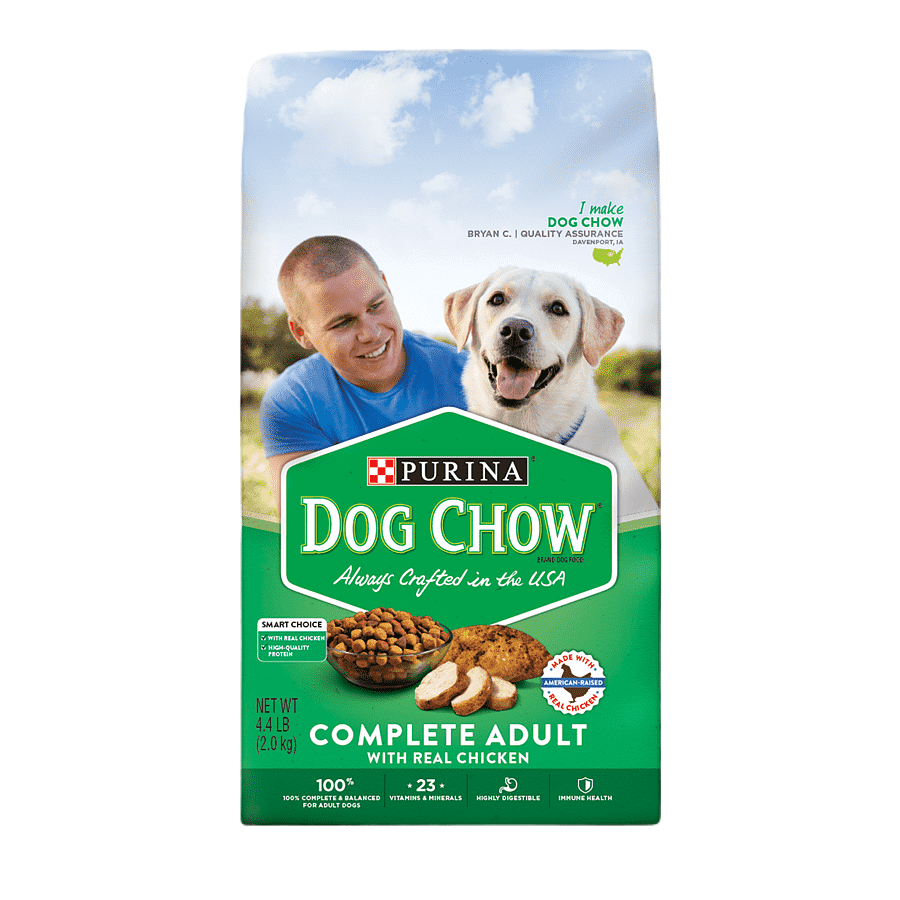 I make
DOG CHOW
BRYAN C. | QUALITY ASSURANCE
DAVENPORT, IA
PURINA
DOG CHOW
BRAND DOG FOOD
Always Crafted in the USA
SMART CHOICE
WITH REAL CHICKEN
HIGH-QUALITY
PROTEIN
MADE WITH
AMERICAN-RAISED
REAL CHICKEN
NET WT
4.4 LB
(2.0 kg)
COMPLETE ADULT
WITH REAL CHICKEN
100%
100% COMPLETE & BALANCED
FOR ADULT DOGS
23
VITAMINS & MINERALS
HIGHLY DIGESTIBLE
IMMUNE HEALTH